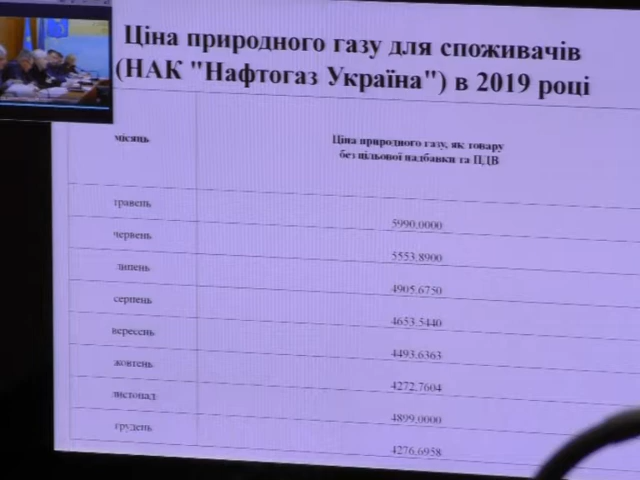 Ціна природного газу для споживачів
(НАК "Нафтогаз Україна") в 2019 році
місяць
Ціна природного газу, як товару
без цільової надбавки та ПДВ
травень
5990,0000
червень
5553,8900
липень
4905,6750
серпень
4653,5440
вересень
4493,6363
жовтень
4272,7604
листопад
4899,0000
грудень
4276,6958